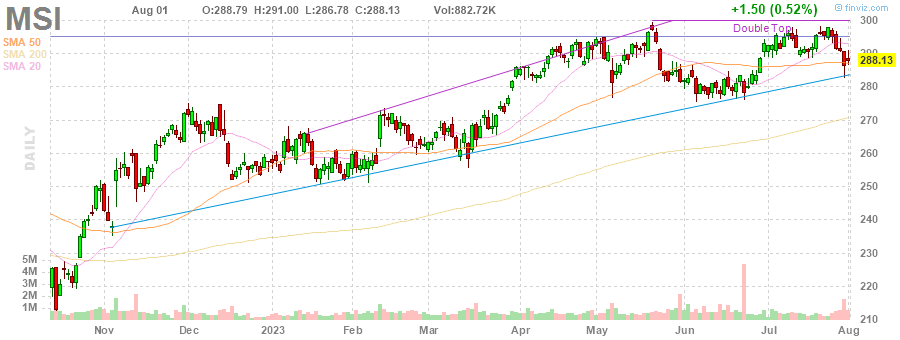 MSI
Aug 01
O:288.79 H:291.00 L:286.78 C:288.13 Vol:882.72K
+1.50 (0.52%)
© finviz.com
SMA 50
SMA 200
SMA 20
DAILY
Double Top
300
290
288.13
280
270
260
250
240
230
220
210
5M
4M
3M
2M
1M
Nov
Dec
2023
Feb
Mar
Apr
May
Jun
Jul
Aug